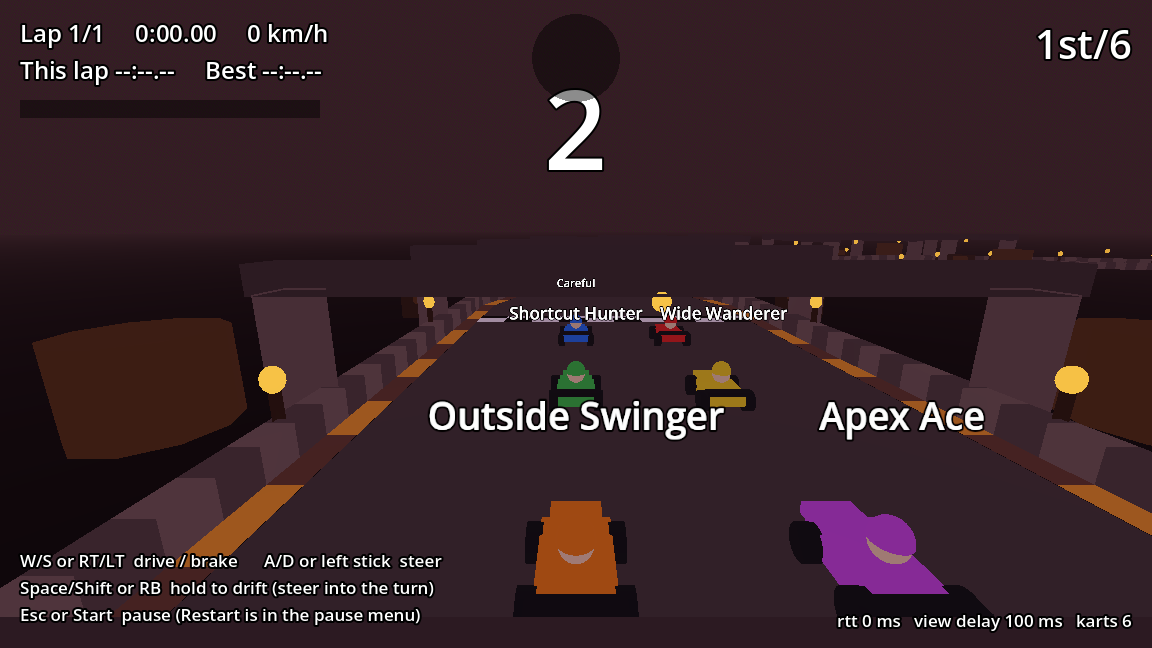 Lap 1/1 0:00.00 0 km/h
This lap --:--.-- Best --:--.--
1st/6
2
Careful
Shortcut Hunter Wide Wanderer
Outside Swinger Apex Ace
W/S or RT/LT drive / brake A/D or left stick steer
Space/Shift or RB hold to drift (steer into the turn)
Esc or Start pause (Restart is in the pause menu)
rtt 0 ms view delay 100 ms karts 6